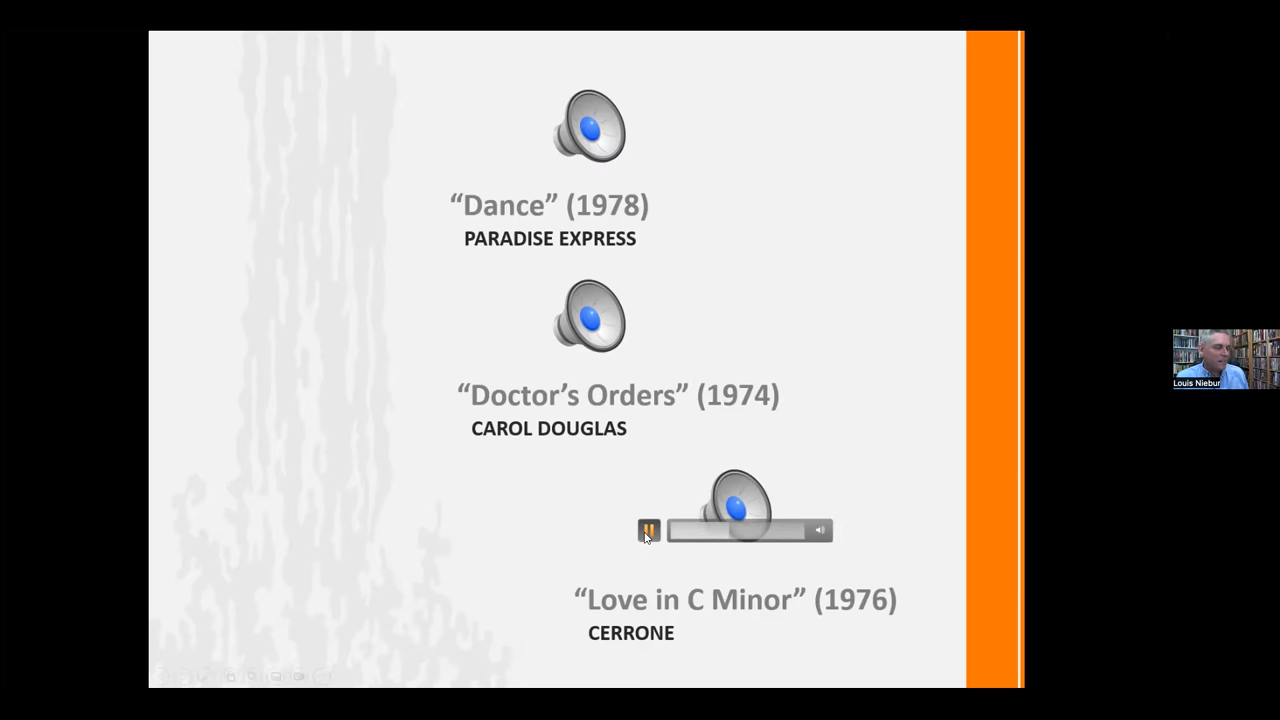 “Dance” (1978)
PARADISE EXPRESS
“Doctor’s Orders” (1974)
CAROL DOUGLAS
Louis Niebur
“Love in C Minor” (1976)
CERRONE